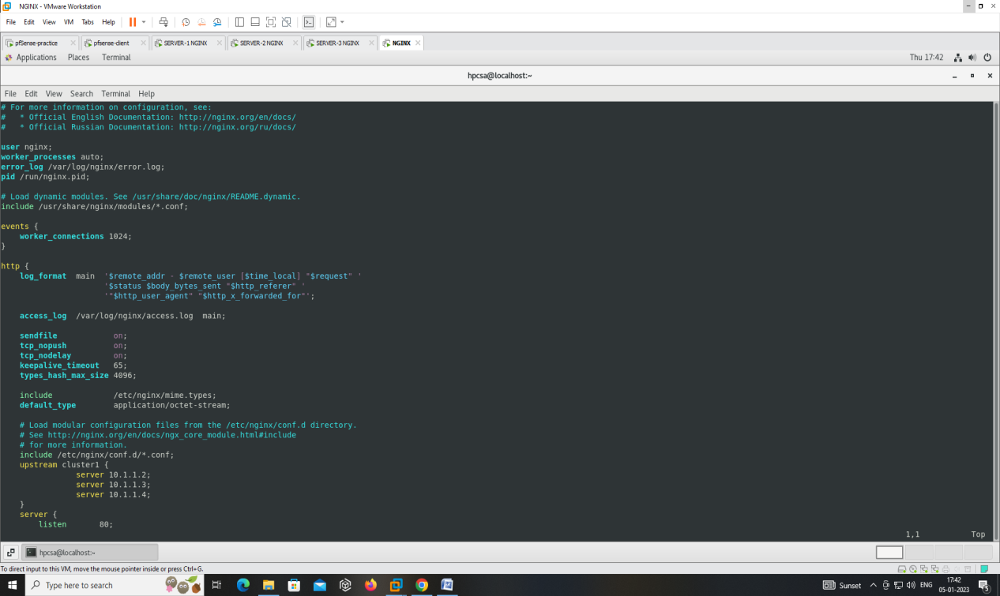 NGINX - VMware Workstation
File Edit View VM Tabs Help
pfSense-practice pfsense-client SERVER-1 NGINX SERVER-2 NGINX SERVER-3 NGINX NGINX
Applications Places Terminal Thu 17:42
hpcsa@localhost:~
File Edit View Search Terminal Help
# For more information on configuration, see:
#   * Official English Documentation: http://nginx.org/en/docs/
#   * Official Russian Documentation: http://nginx.org/ru/docs/
user nginx;
worker_processes auto;
error_log /var/log/nginx/error.log;
pid /run/nginx.pid;
# Load dynamic modules. See /usr/share/doc/nginx/README.dynamic.
include /usr/share/nginx/modules/*.conf;
events {
    worker_connections 1024;
}
http {
    log_format  main  '$remote_addr - $remote_user [$time_local] "$request" '
                      '$status $body_bytes_sent "$http_referer" '
                      '"$http_user_agent" "$http_x_forwarded_for"';
    access_log  /var/log/nginx/access.log  main;
    sendfile            on;
    tcp_nopush          on;
    tcp_nodelay         on;
    keepalive_timeout   65;
    types_hash_max_size 4096;
    include             /etc/nginx/mime.types;
    default_type        application/octet-stream;
    # Load modular configuration files from the /etc/nginx/conf.d directory.
    # See http://nginx.org/en/docs/ngx_core_module.html#include
    # for more information.
    include /etc/nginx/conf.d/*.conf;
    upstream cluster1 {
                server 10.1.1.2;
                server 10.1.1.3;
                server 10.1.1.4;
    }
    server {
        listen       80;
1,1 Top
hpcsa@localhost:~
To direct input to this VM, move the mouse pointer inside or press Ctrl+G.
Type here to search Sunset ENG 17:42
05-01-2023 5